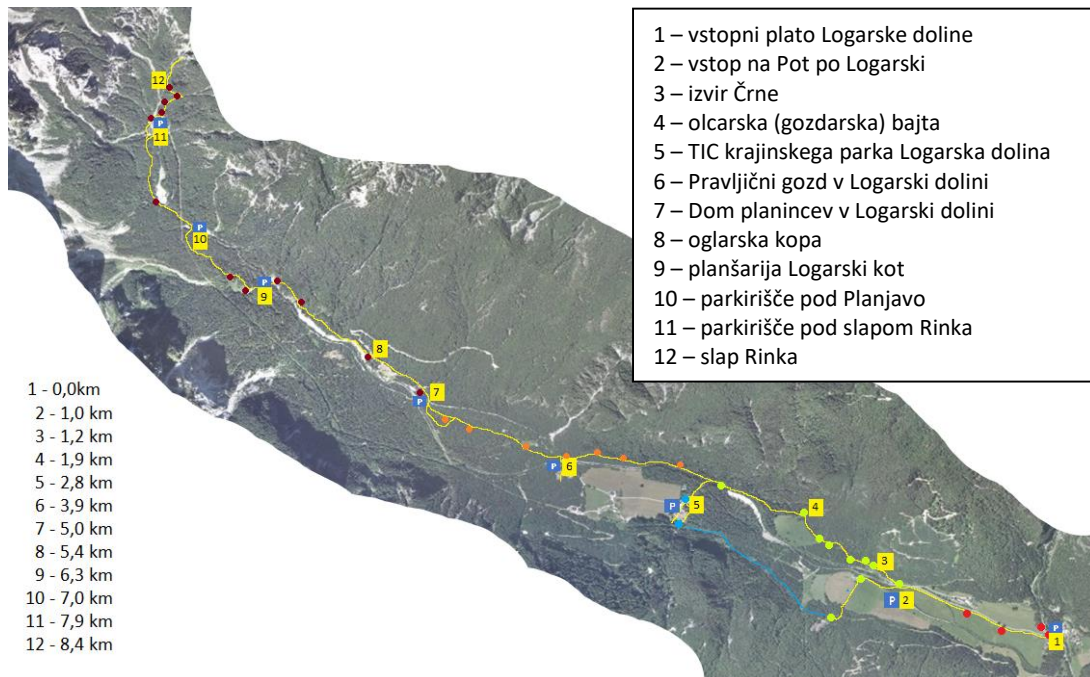 1 – vstopni plato Logarske doline
2 – vstop na Pot po Logarski
3 – izvir Črne
4 – olcarska (gozdarska) bajta
5 – TIC krajinskega parka Logarska dolina
6 – Pravljični gozd v Logarski dolini
7 – Dom planincev v Logarski dolini
8 – oglarska kopa
9 – planšarija Logarski kot
10 – parkirišče pod Planjavo
11 – parkirišče pod slapom Rinka
12 – slap Rinka
12
P
11
P
10
P
9
8
7
P
P
6
P
5
4
3
P
2
P
1
1 - 0,0km
2 - 1,0 km
3 - 1,2 km
4 - 1,9 km
5 - 2,8 km
6 - 3,9 km
7 - 5,0 km
8 - 5,4 km
9 - 6,3 km
10 - 7,0 km
11 - 7,9 km
12 - 8,4 km